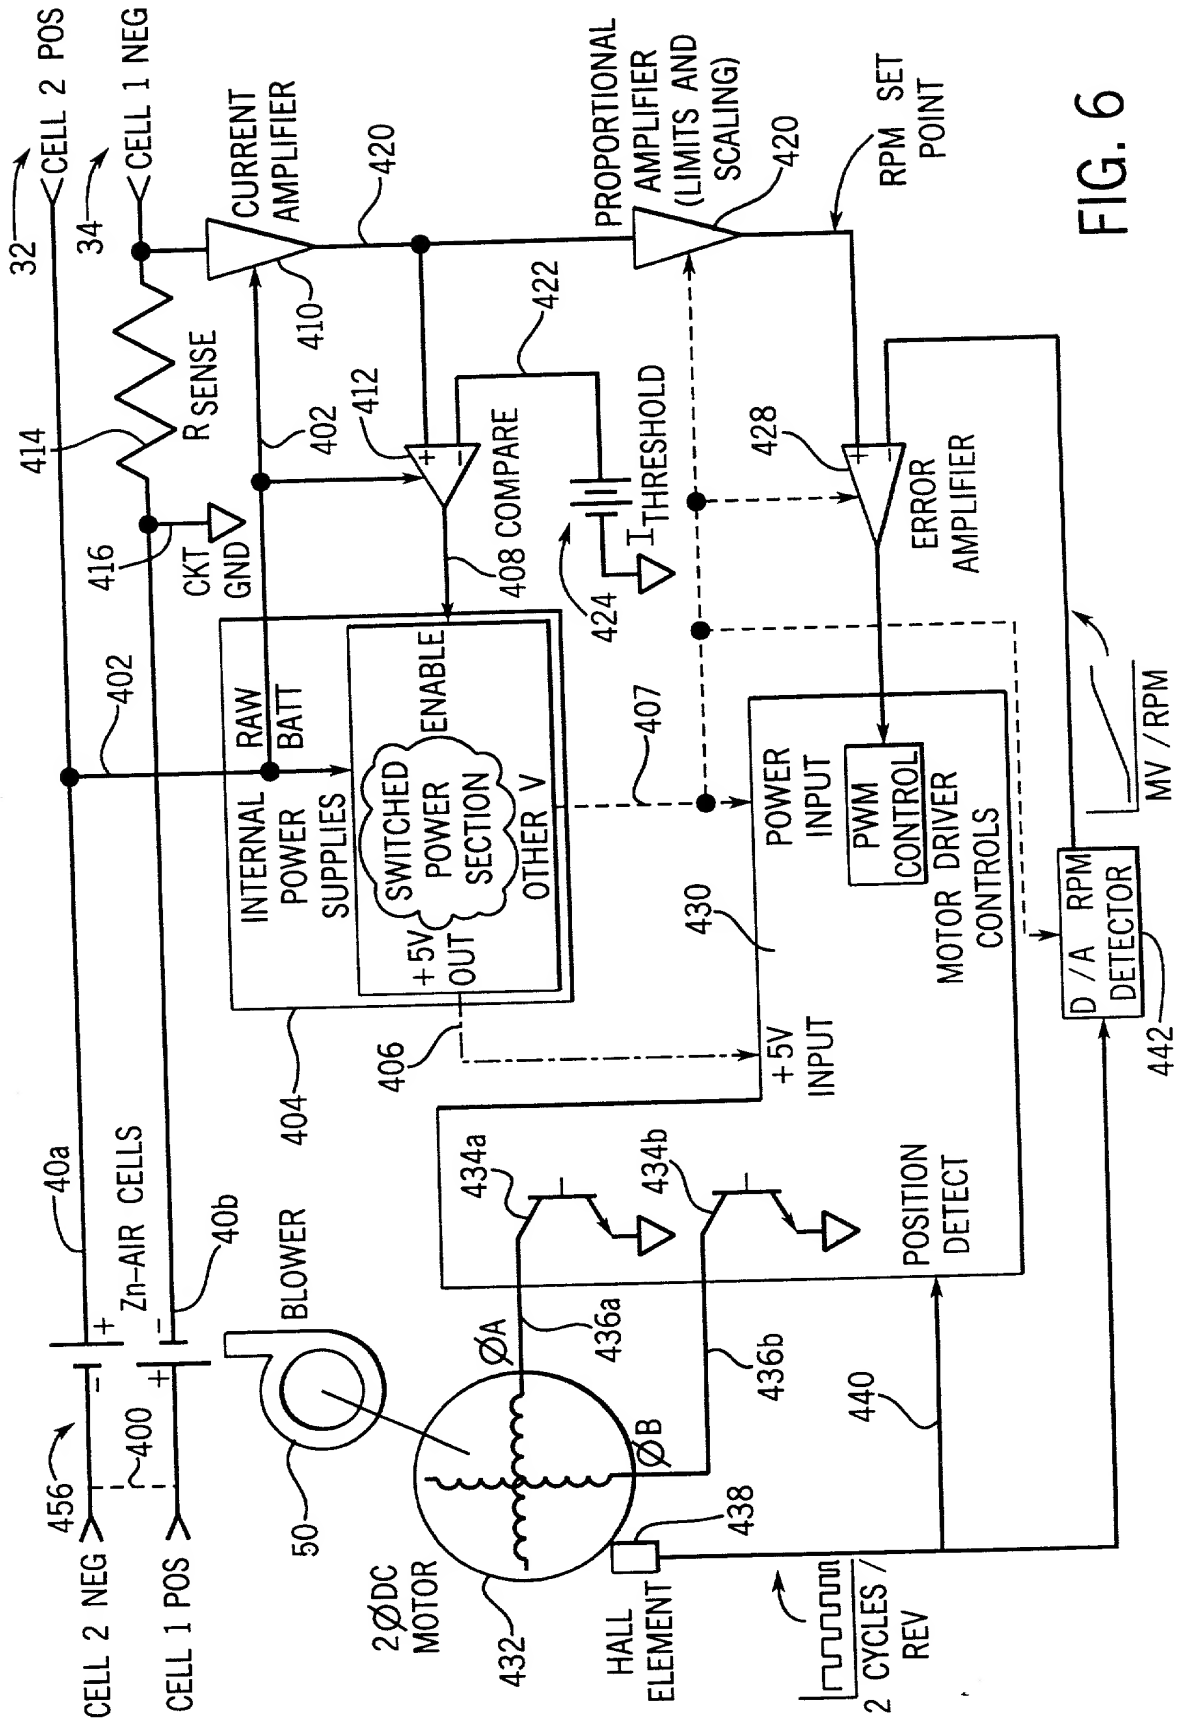 32
CELL 2 POS
34
CELL 1 NEG
456
CELL 2 NEG
CELL 1 POS
400
-
+
+
-
40a
Zn-AIR CELLS
40b
402
414
416
CKT
GND
RSENSE
CURRENT
AMPLIFIER
410
420
402
412
+
-
408
COMPARE
422
424
ITHRESHOLD
PROPORTIONAL
AMPLIFIER
(LIMITS AND
SCALING)
420
RPM SET
POINT
404
INTERNAL
POWER
SUPPLIES
RAW
BATT
SWITCHED
POWER
SECTION
ENABLE
+5V
OUT
OTHER V
406
407
50
BLOWER
2ØDC
MOTOR
432
ØA
ØB
436a
436b
434a
434b
HALL
ELEMENT
438
440
2 CYCLES /
REV
430
+5V
INPUT
POWER
INPUT
PWM
CONTROL
MOTOR DRIVER
CONTROLS
POSITION
DETECT
428
+
-
ERROR
AMPLIFIER
D/A RPM
DETECTOR
442
MV/RPM
FIG. 6